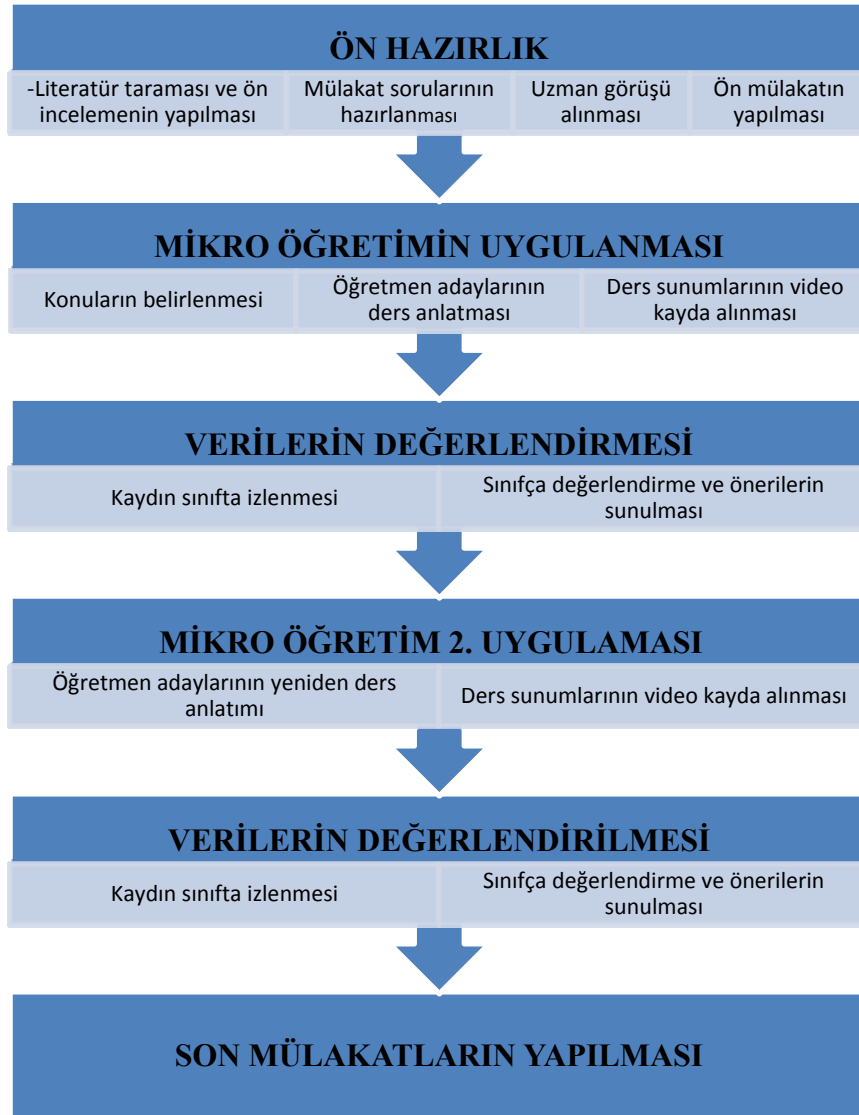 ÖN HAZIRLIK
-Literatür taraması ve ön
incelemenin yapılması
Mülakat sorularının
hazırlanması
Uzman görüşü
alınması
Ön mülakatın
yapılması
MİKRO ÖĞRETİMİN UYGULANMASI
Konuların belirlenmesi
Öğretmen adaylarının
ders anlatması
Ders sunumlarının video
kayda alınması
VERİLERİN DEĞERLENDİRMESİ
Kaydın sınıfta izlenmesi
Sınıfça değerlendirme ve önerilerin
sunulması
MİKRO ÖĞRETİM 2. UYGULAMASI
Öğretmen adaylarının yeniden ders
anlatımı
Ders sunumlarının video kayda alınması
VERİLERİN DEĞERLENDİRİLMESİ
Kaydın sınıfta izlenmesi
Sınıfça değerlendirme ve önerilerin
sunulması
SON MÜLAKATLARIN YAPILMASI